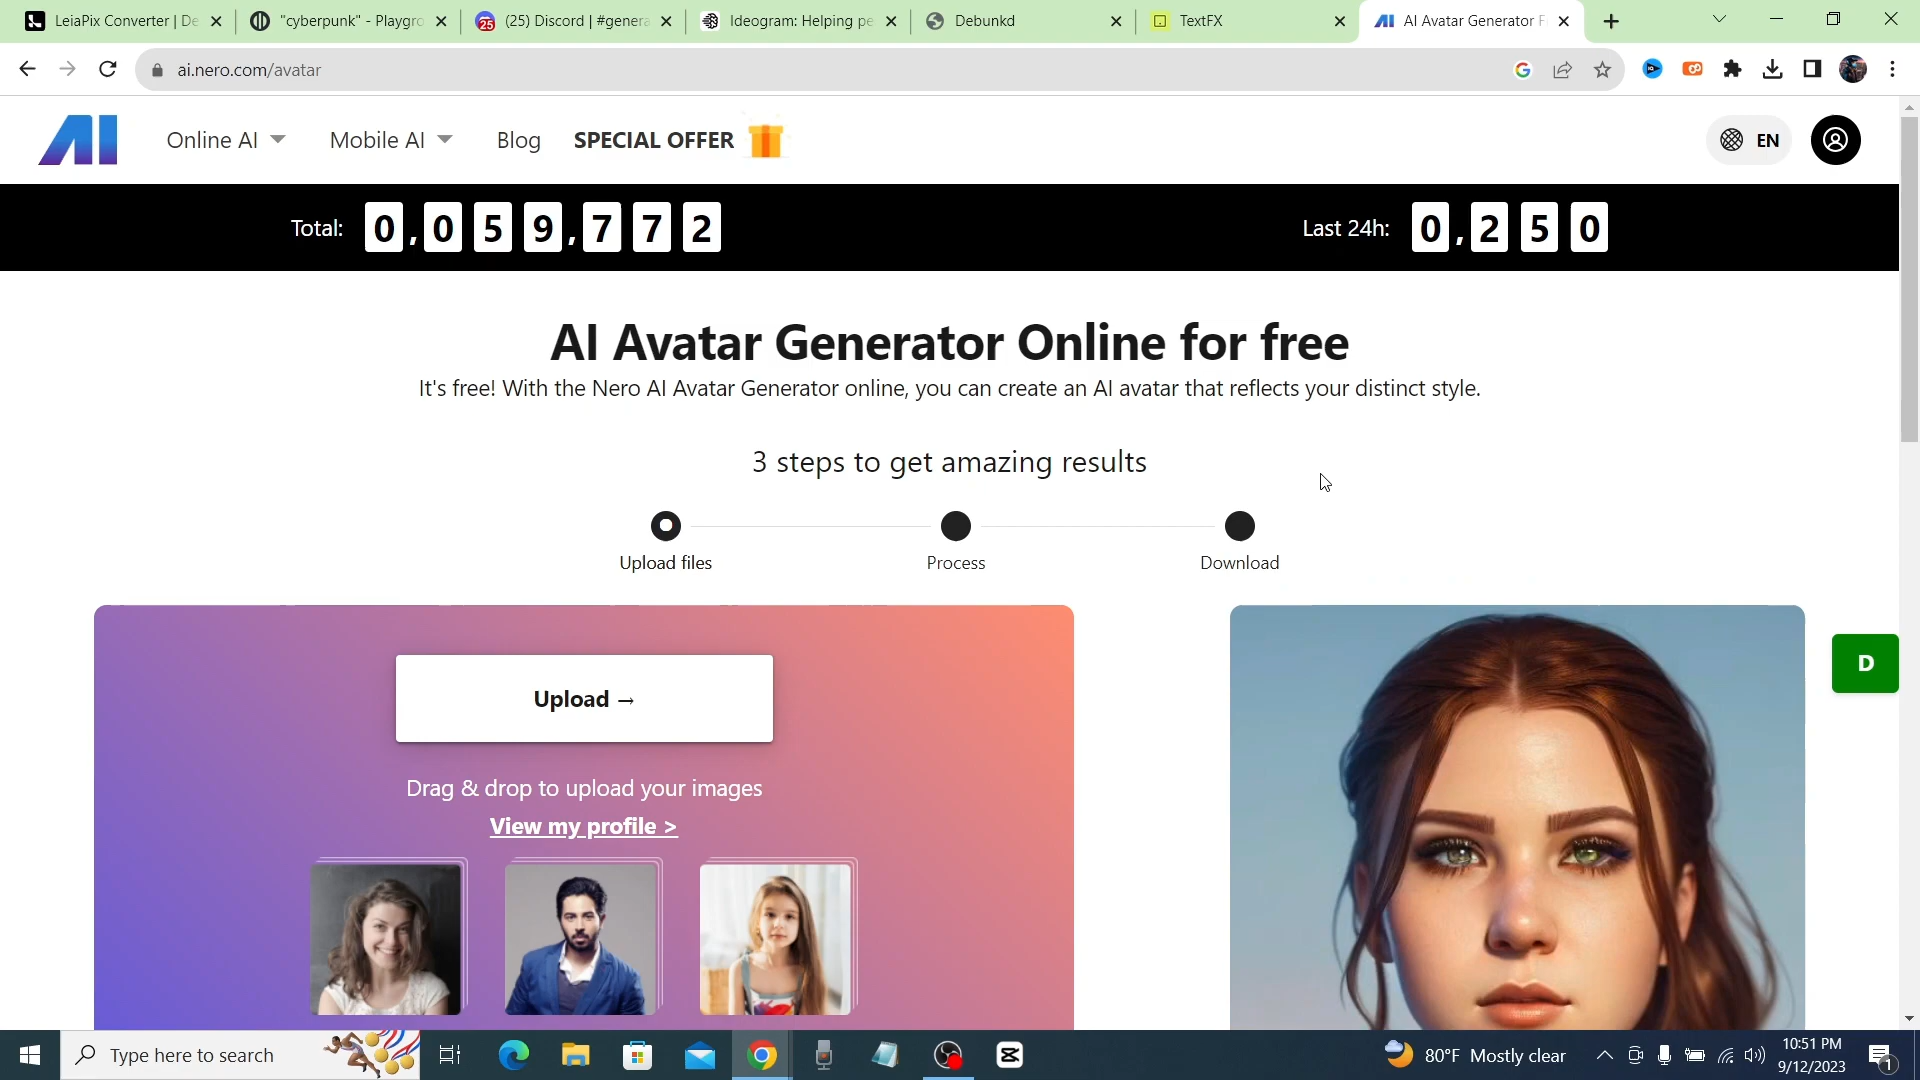 LeiaPix Converter | De
"cyberpunk" - Playgro
25
(25) Discord | #genera
Ideogram: Helping pe
Debunkd
TextFX
AI Avatar Generator F
ai.nero.com/avatar
AI
Online AI
Mobile AI
Blog
SPECIAL OFFER
EN
Total: 0,059,772
Last 24h: 0,250
AI Avatar Generator Online for free
It's free! With the Nero AI Avatar Generator online, you can create an AI avatar that reflects your distinct style.
3 steps to get amazing results
Upload files
Process
Download
Upload →
D
Drag & drop to upload your images
View my profile >
Type here to search
80°F Mostly clear
10:51 PM
9/12/2023
1